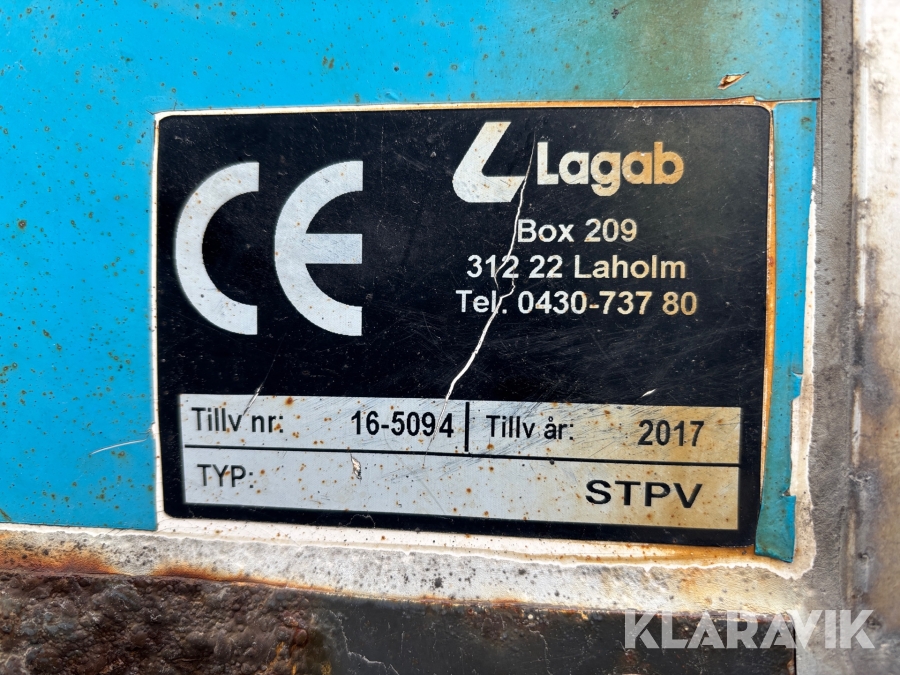 CE
Lagab
Box 209
312 22 Laholm
Tel. 0430-737 80
Tillv nr: 16-5094 Tillv år: 2017
TYP: STPV
KLARAVIK